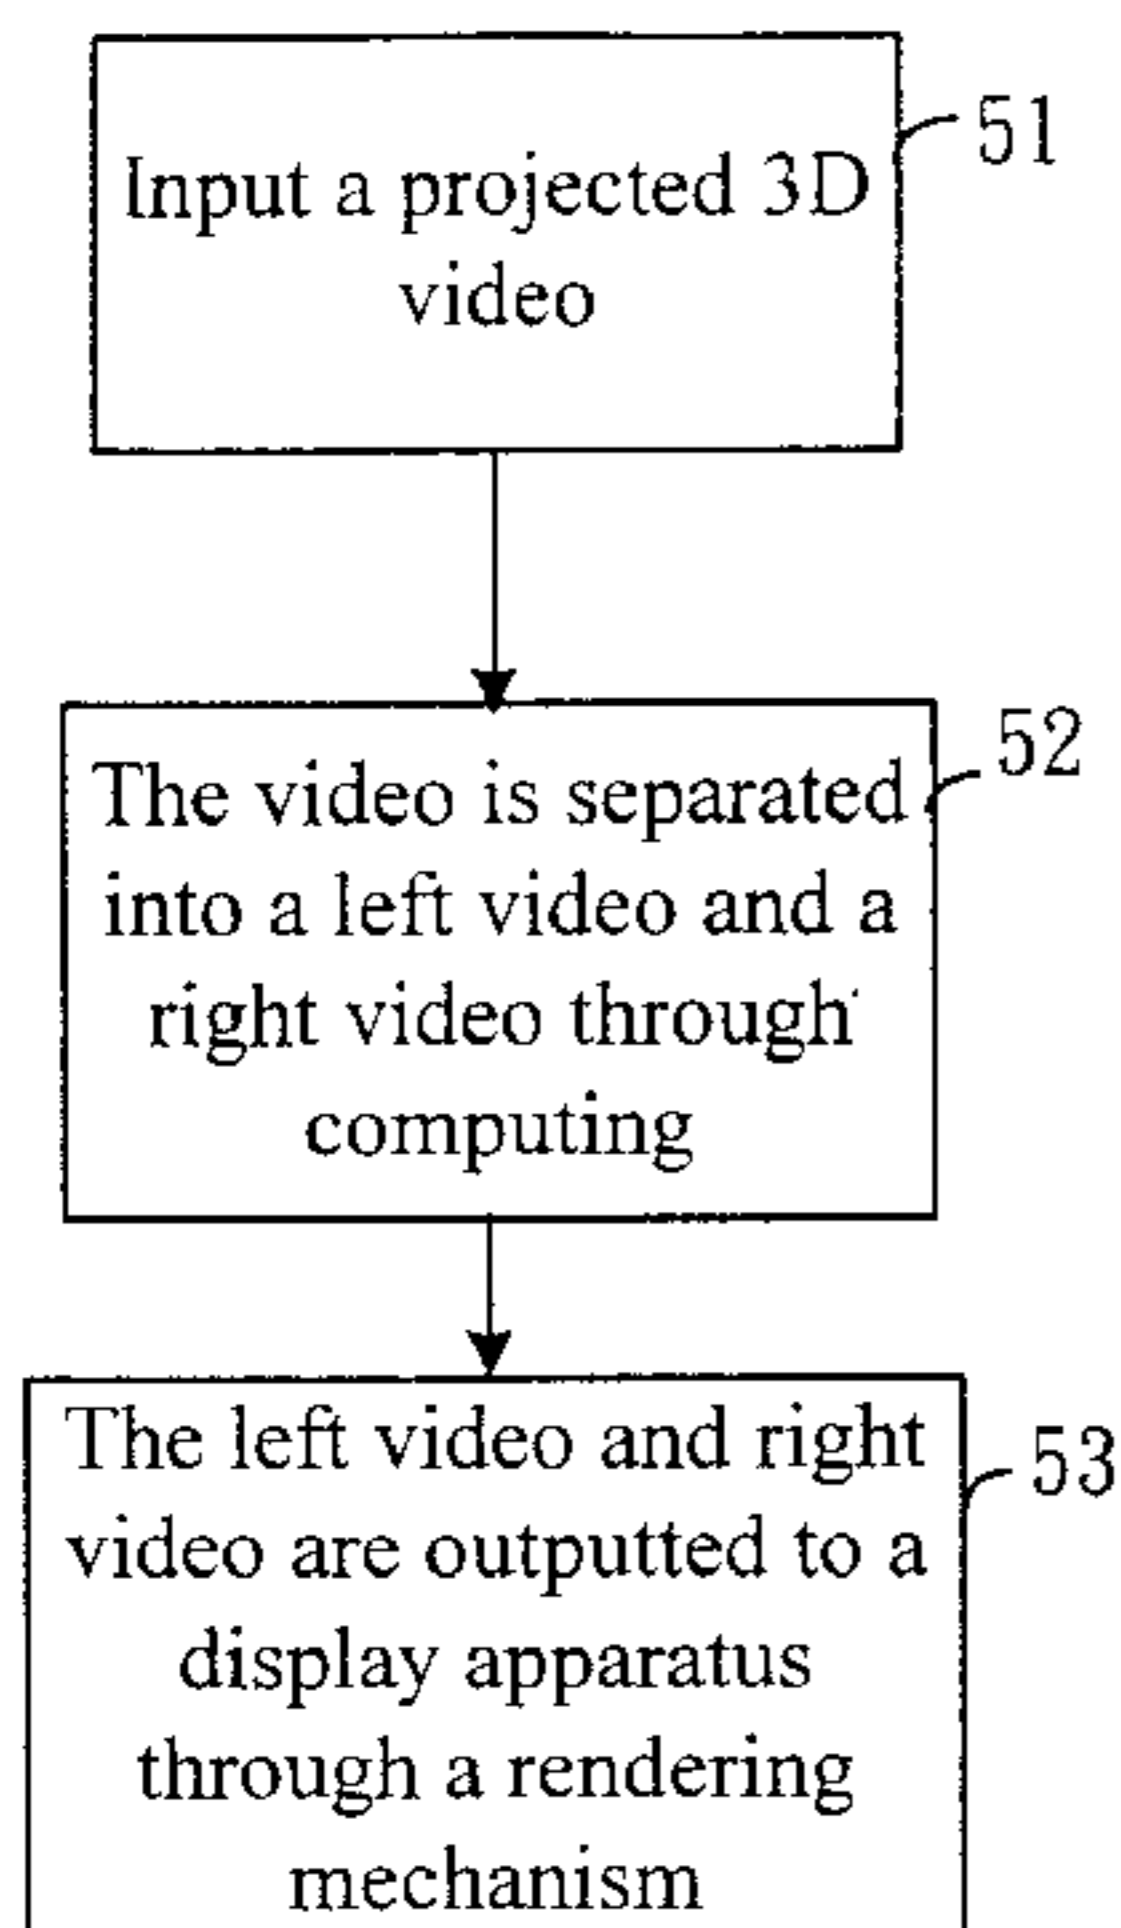 51
Input a projected 3D
video
52
The video is separated
into a left video and a
right video through
computing
53
The left video and right
video are outputted to a
display apparatus
through a rendering
mechanism